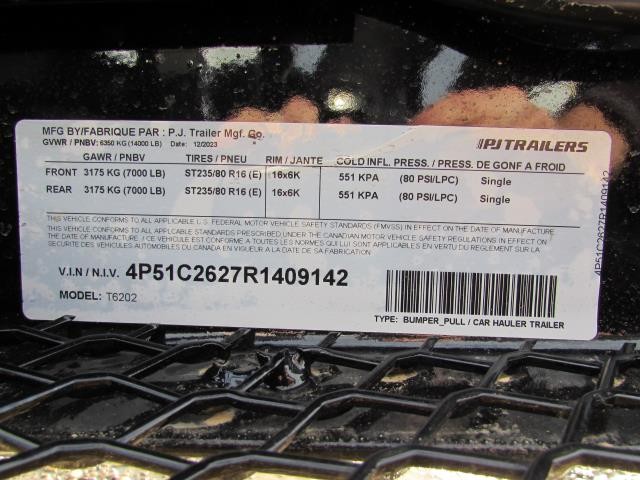 MFG BY/FABRIQUE PAR : P.J. Trailer Mfg. Co.
GVWR / PNBV: 6350 KG (14000 LB) Date: 12/2023
PJTRAILERS
GAWR / PNBV TIRES / PNEU RIM / JANTE COLD INFL. PRESS. / PRESS. DE GONF A FROID
FRONT 3175 KG (7000 LB) ST235/80 R16 (E) 16x6K 551 KPA (80 PSI/LPC) Single
REAR 3175 KG (7000 LB) ST235/80 R16 (E) 16x6K 551 KPA (80 PSI/LPC) Single
THIS VEHICLE CONFORMS TO ALL APPLICABLE U.S. FEDERAL MOTOR VEHICLE SAFETY STANDARDS (FMVSS) IN EFFECT ON THE DATE OF MANUFACTURE SHOWN ABOVE.
THIS VEHICLE CONFORMS TO ALL APPLICABLE STANDARDS PRESCRIBED UNDER THE CANADIAN MOTOR VEHICLE SAFETY REGULATIONS IN EFFECT ON THE DATE OF MANUFACTURE / CE VEHICULE EST CONFORME A TOUTES LES NORMES QUI LUI SONT APPLICABLES EN VERTU DU REGLEMENT SUR LA
SECURITE DES VEHICULES AUTOMOBILES DU CANADA EN VIGUEUR A LA DATE DE SA FABRICATION
V.I.N / N.I.V. 4P51C2627R1409142
MODEL: T6202
TYPE: BUMPER_PULL / CAR HAULER TRAILER
4P51C2627R1409142